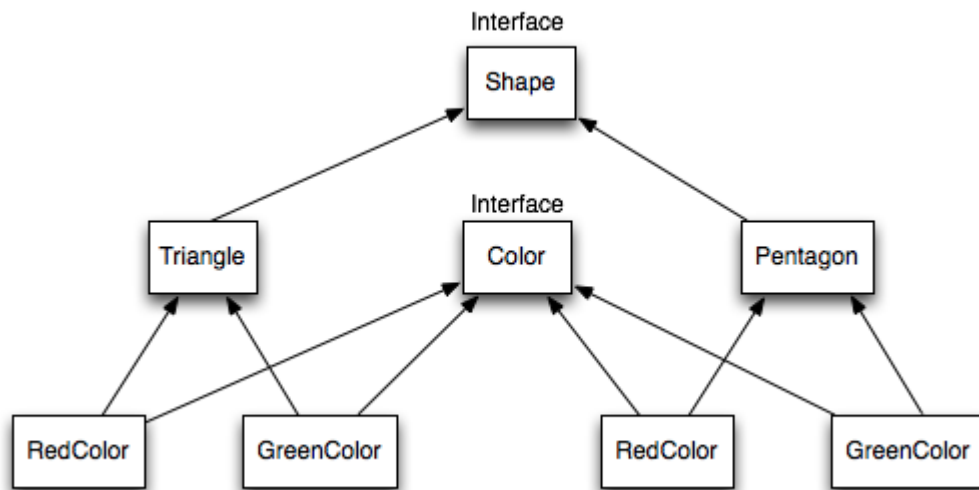 Interface
Shape
Interface
Triangle
Color
Pentagon
RedColor
GreenColor
RedColor
GreenColor